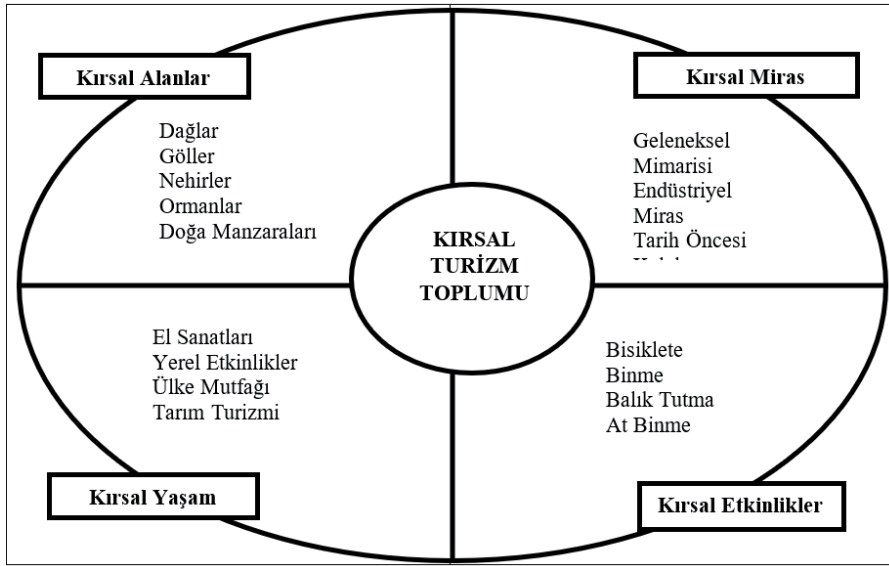 Kırsal Alanlar
Dağlar
Göller
Nehirler
Ormanlar
Doğa Manzaraları
Kırsal Miras
Geleneksel
Mimarisi
Endüstriyel
Miras
Tarih Öncesi
KIRSAL
TURİZM
TOPLUMU
El Sanatları
Yerel Etkinlikler
Ülke Mutfağı
Tarım Turizmi
Kırsal Yaşam
Bisiklete
Binme
Balık Tutma
At Binme
Kırsal Etkinlikler